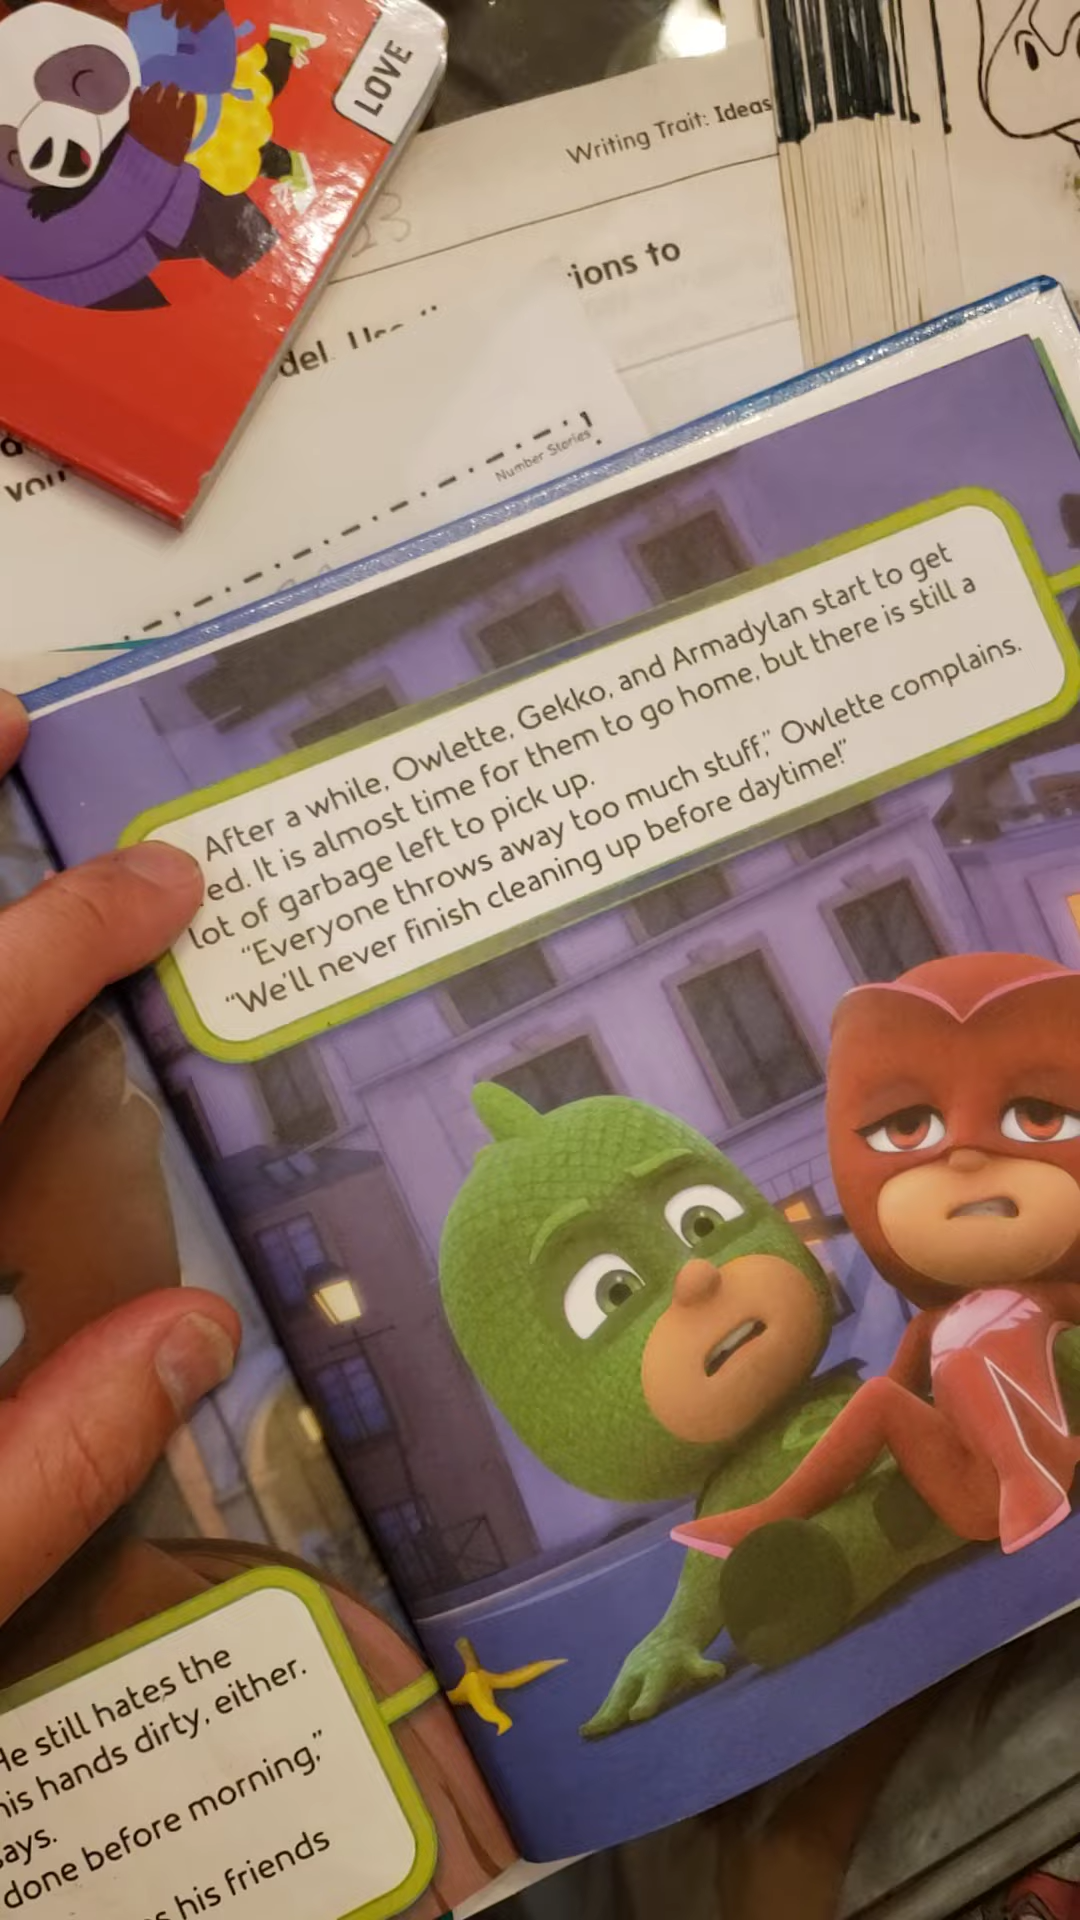 LOVE
Writing Trait: Ideas
23
ions to
del. Use
Number Stories
you
After a while, Owlette, Gekko, and Armadylan start to get
ed. It is almost time for them to go home, but there is still a
lot of garbage left to pick up.
“Everyone throws away too much stuff,” Owlette complains.
“We’ll never finish cleaning up before daytime!”
He still hates the
his hands dirty, either.
ays.
done before morning,”
his friends